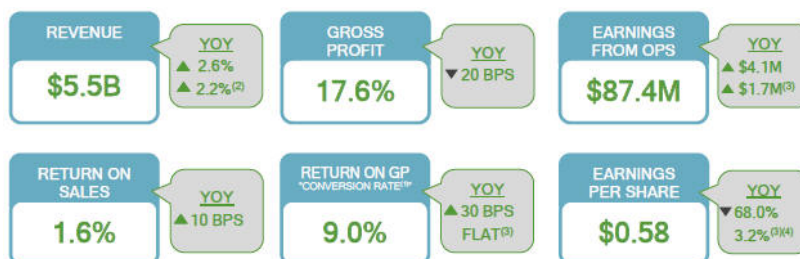 REVENUE
$5.5B
YOY
▲ 2.6%
▲ 2.2%(2)
GROSS
PROFIT
17.6%
YOY
▼ 20 BPS
EARNINGS
FROM OPS
$87.4M
YOY
▲ $4.1M
▲ $1.7M(3)
RETURN ON
SALES
1.6%
YOY
▲ 10 BPS
RETURN ON GP
"CONVERSION RATE(1)"
9.0%
YOY
▲ 30 BPS
FLAT(3)
EARNINGS
PER SHARE
$0.58
YOY
▼ 68.0%
3.2%(3)(4)